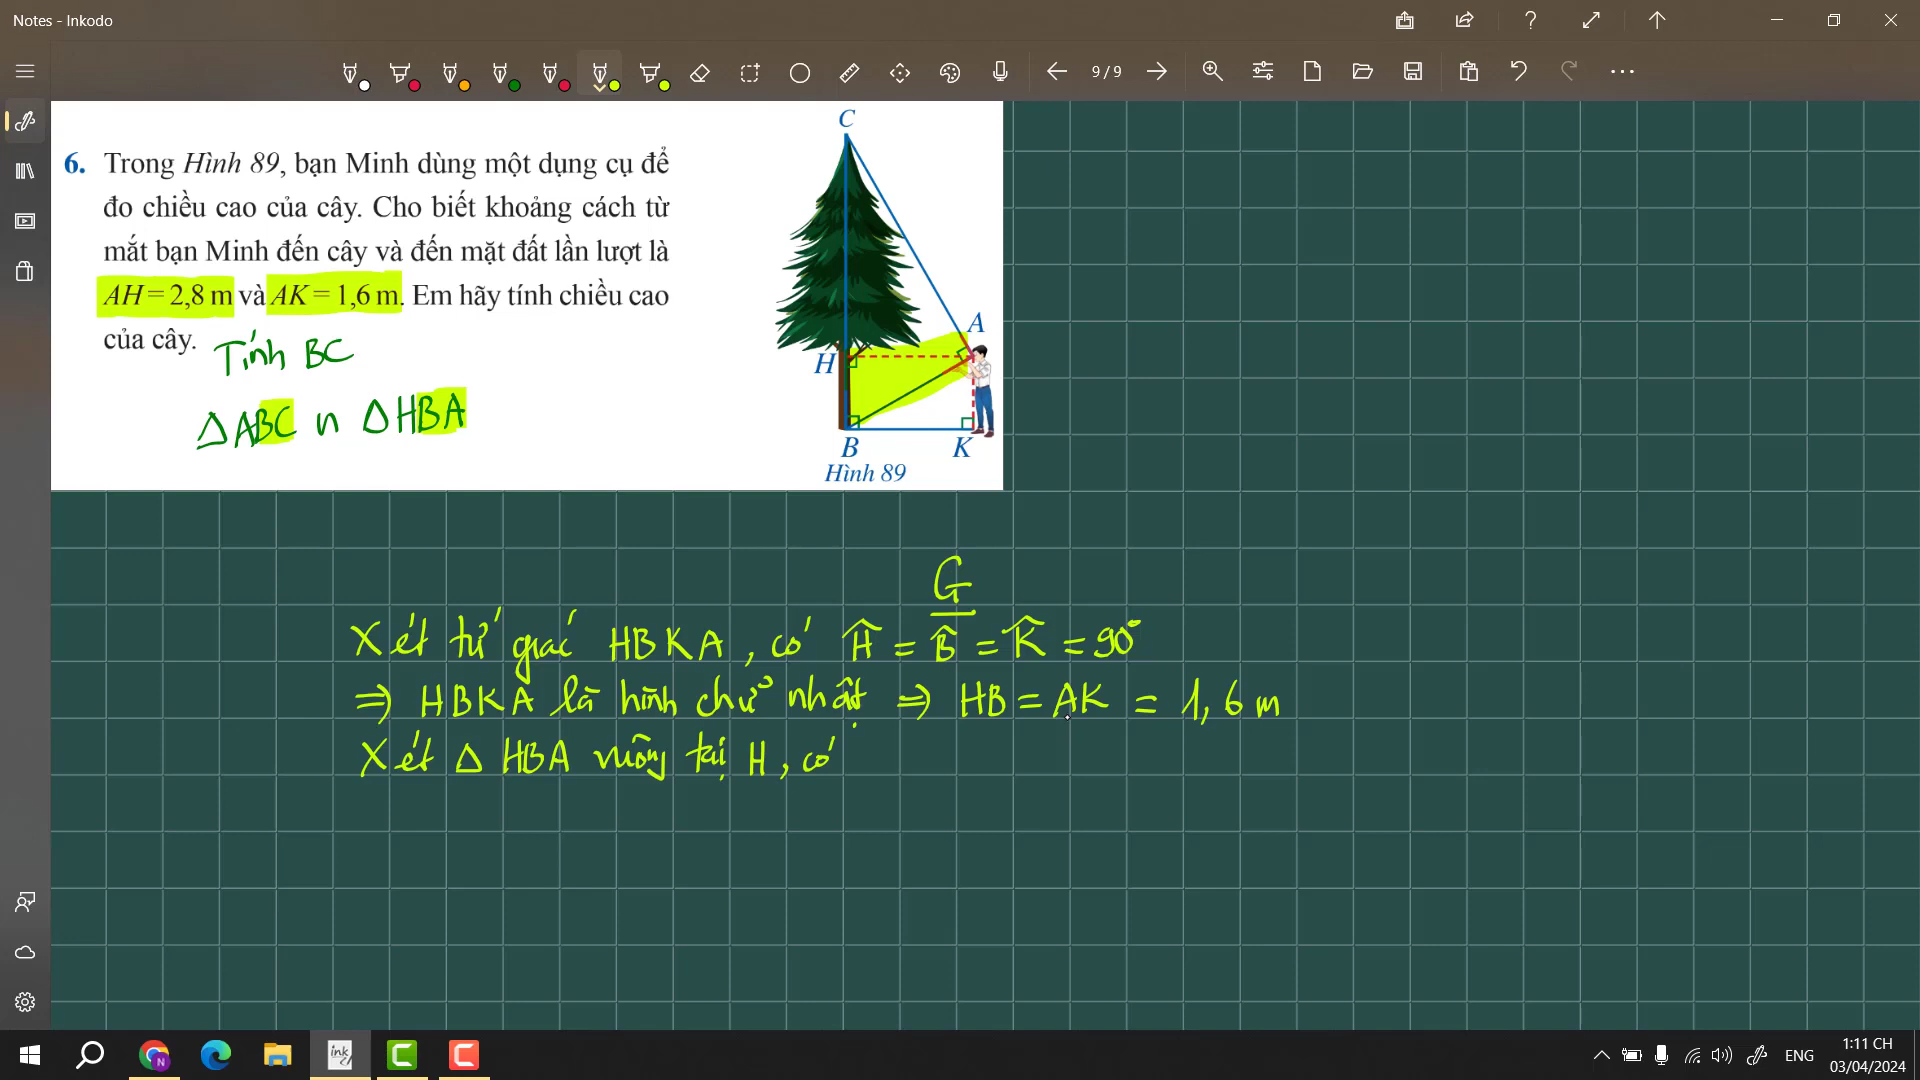 Notes - Inkodo
9 / 9
6. Trong Hình 89, bạn Minh dùng một dụng cụ để
đo chiều cao của cây. Cho biết khoảng cách từ
mắt bạn Minh đến cây và đến mặt đất lần lượt là
AH = 2,8 m và AK = 1,6 m. Em hãy tính chiều cao
của cây.
Tính BC
Δ ABC ∽ Δ HBA
C
A
H
B
K
Hình 89
G
Xét tứ giác HBKA, có Ĥ = B̂ = K̂ = 90°
⇒ HBKA là hình chữ nhật ⇒ HB = AK = 1,6 m
Xét Δ HBA vuông tại H, có
N
ink
C
C
ENG
1:11 CH
03/04/2024